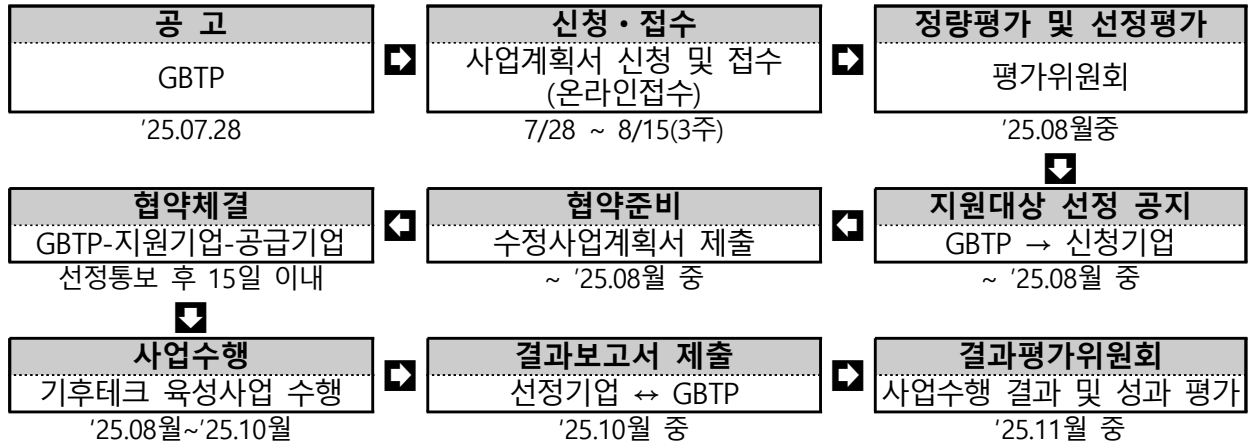 공 고
GBTP
'25.07.28
신청·접수
사업계획서 신청 및 접수
(온라인접수)
7/28 ~ 8/15(3주)
정량평가 및 선정평가
평가위원회
'25.08월중
지원대상 선정 공지
GBTP → 신청기업
~ '25.08월 중
협약준비
수정사업계획서 제출
~ '25.08월 중
협약체결
GBTP-지원기업-공급기업
선정통보 후 15일 이내
사업수행
기후테크 육성사업 수행
'25.08월~'25.10월
결과보고서 제출
선정기업 ↔ GBTP
'25.10월 중
결과평가위원회
사업수행 결과 및 성과 평가
'25.11월 중